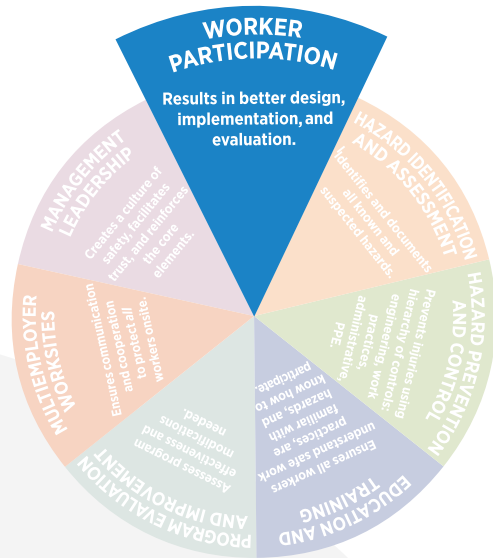 WORKER
PARTICIPATION
Results in better design,
implementation, and
evaluation.
HAZARD IDENTIFICATION
AND ASSESSMENT
Identifies and documents
all known and
suspected hazards
HAZARD PREVENTION
AND CONTROL
Prevents injuries using
hierarchy of controls:
engineering, work
practices,
administrative,
PPE.
EDUCATION AND
TRAINING
Ensures all workers
understand safe work
practices, are
familiar with
hazards, and
know how to
participate.
PROGRAM EVALUATION
AND IMPROVEMENT
Assesses program
effectiveness and
modifications
needed.
MULTIEMPLOYER
WORKSITES
Ensures communication
and cooperation
and to protect all
workers onsite.
MANAGEMENT
LEADERSHIP
Creates a culture of
safety, facilitates
trust, and reinforces
the core
elements.